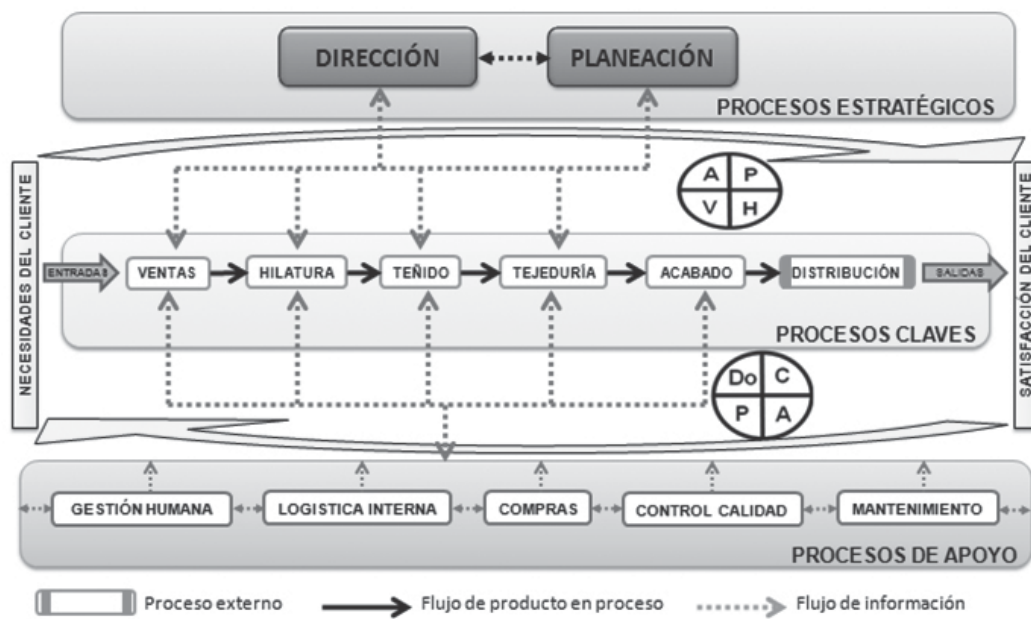 DIRECCIÓN
PLANEACIÓN
PROCESOS ESTRATÉGICOS
NECESIDADES DEL CLIENTE
A P
V H
ENTRADAS
VENTAS
HILATURA
TEÑIDO
TEJEDURÍA
ACABADO
DISTRIBUCIÓN
SALIDAS
PROCESOS CLAVES
SATISFACCIÓN DEL CLIENTE
Do C
P A
GESTIÓN HUMANA
LOGISTICA INTERNA
COMPRAS
CONTROL CALIDAD
MANTENIMIENTO
PROCESOS DE APOYO
Proceso externo
Flujo de producto en proceso
Flujo de información